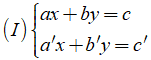 (I) { ax + by = c
a'x + b'y = c'